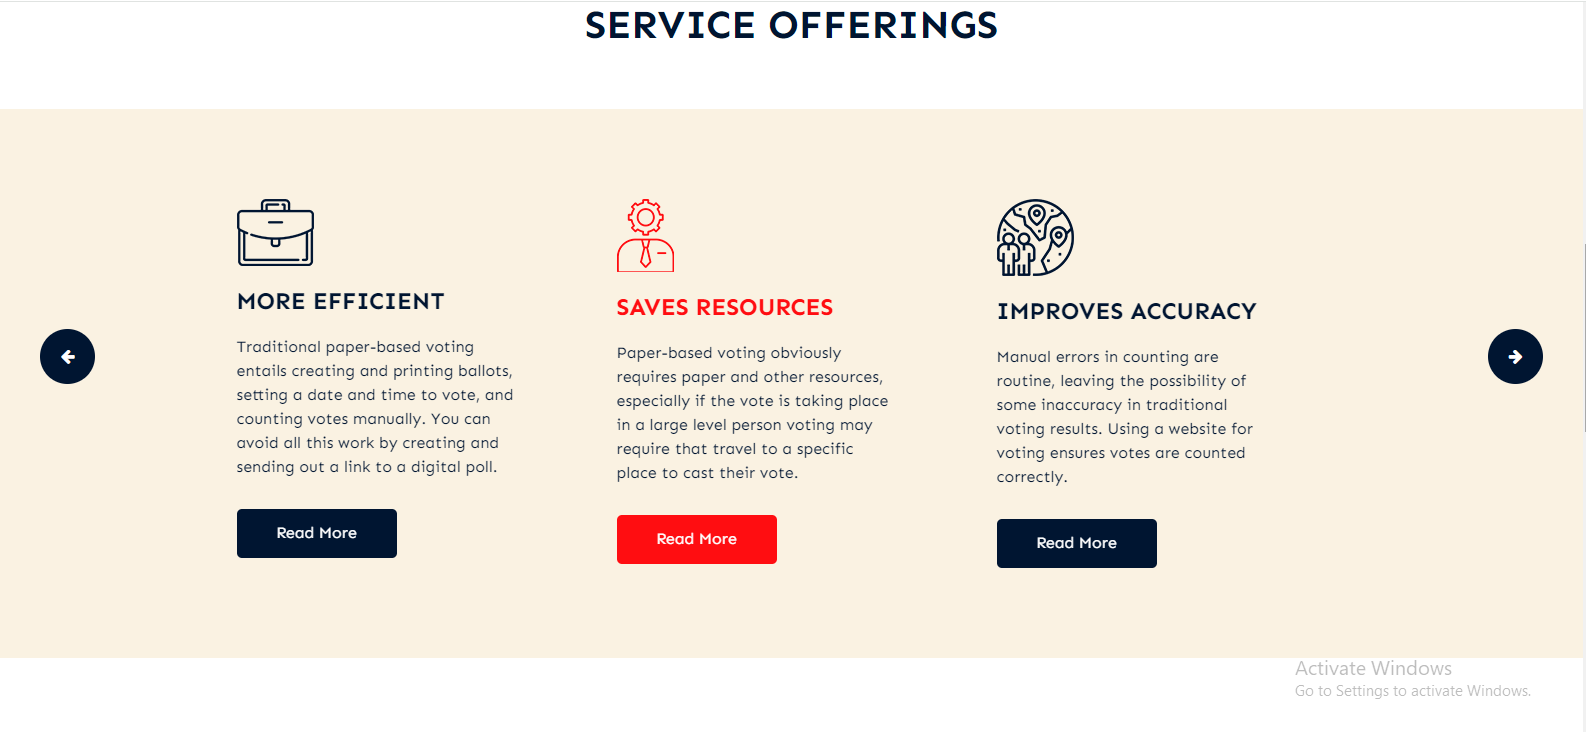 SERVICE OFFERINGS
MORE EFFICIENT
Traditional paper-based voting
entails creating and printing ballots,
setting a date and time to vote, and
counting votes manually. You can
avoid all this work by creating and
sending out a link to a digital poll.
Read More
SAVES RESOURCES
Paper-based voting obviously
requires paper and other resources,
especially if the vote is taking place
in a large level person voting may
require that travel to a specific
place to cast their vote.
Read More
IMPROVES ACCURACY
Manual errors in counting are
routine, leaving the possibility of
some inaccuracy in traditional
voting results. Using a website for
voting ensures votes are counted
correctly.
Read More
Activate Windows
Go to Settings to activate Windows.